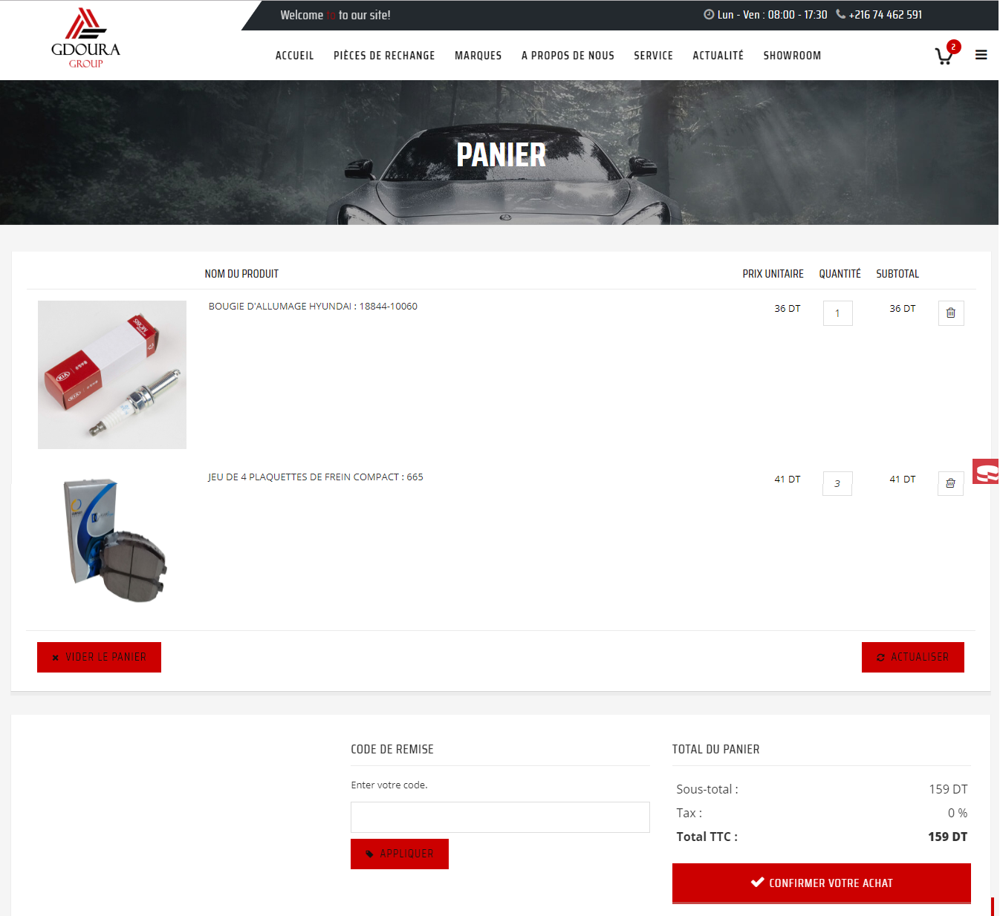 Welcome to to our site!
Lun - Ven : 08:00 - 17:30 +216 74 462 591
GDOURA
GROUP
ACCUEIL PIÈCES DE RECHANGE MARQUES A PROPOS DE NOUS SERVICE ACTUALITÉ SHOWROOM
2
PANIER
NOM DU PRODUIT PRIX UNITAIRE QUANTITÉ SUBTOTAL
BOUGIE D'ALLUMAGE HYUNDAI : 18844-10060 36 DT 1 36 DT
MOBIS
KIA
KIA
JEU DE 4 PLAQUETTES DE FREIN COMPACT : 665 41 DT 3 41 DT
VIDER LE PANIER ACTUALISER
CODE DE REMISE
Enter votre code.
APPLIQUER
TOTAL DU PANIER
Sous-total : 159 DT
Tax : 0 %
Total TTC : 159 DT
CONFIRMER VOTRE ACHAT